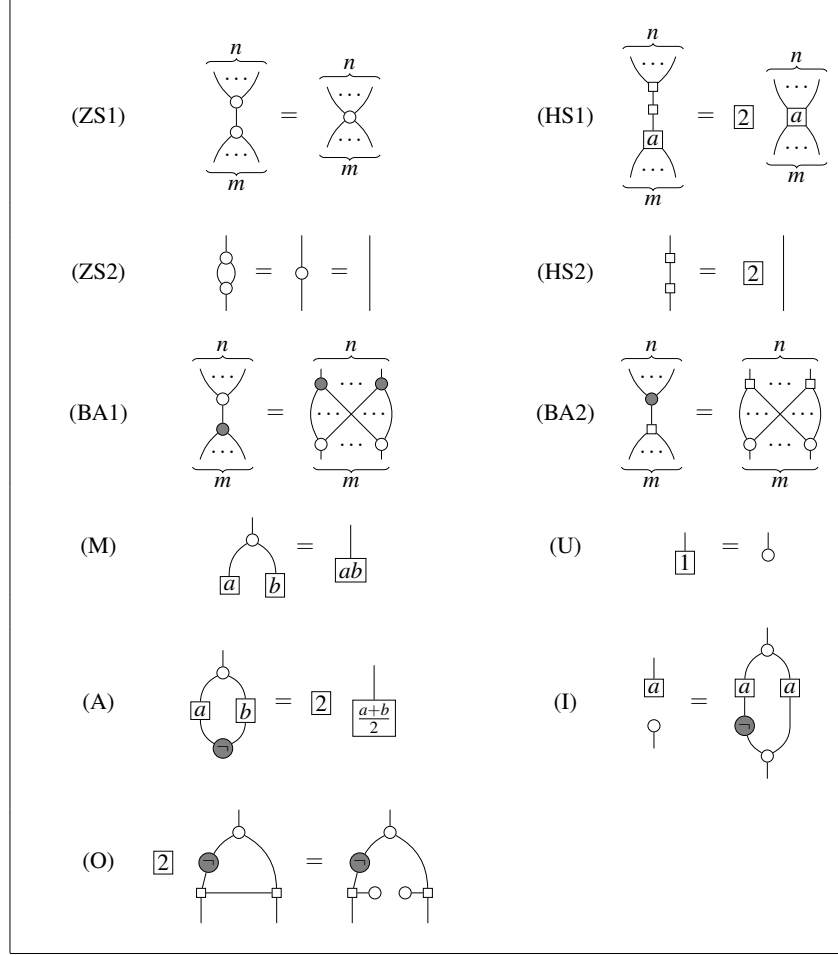 n n
(ZS1) ··· ··· = ··· ··· (HS1) ··· a ··· = 2 ··· a ···
m m m m
(ZS2) = = (HS2) = 2
n n n n
(BA1) ··· ··· = ··· ··· ··· ··· (BA2) ··· ··· = ··· ··· ··· ···
m m m m
(M) a b = ab (U) 1 =
(A) a b ¬ = 2 a+b/2 (I) a = a a ¬
(O) 2 ¬ = ¬